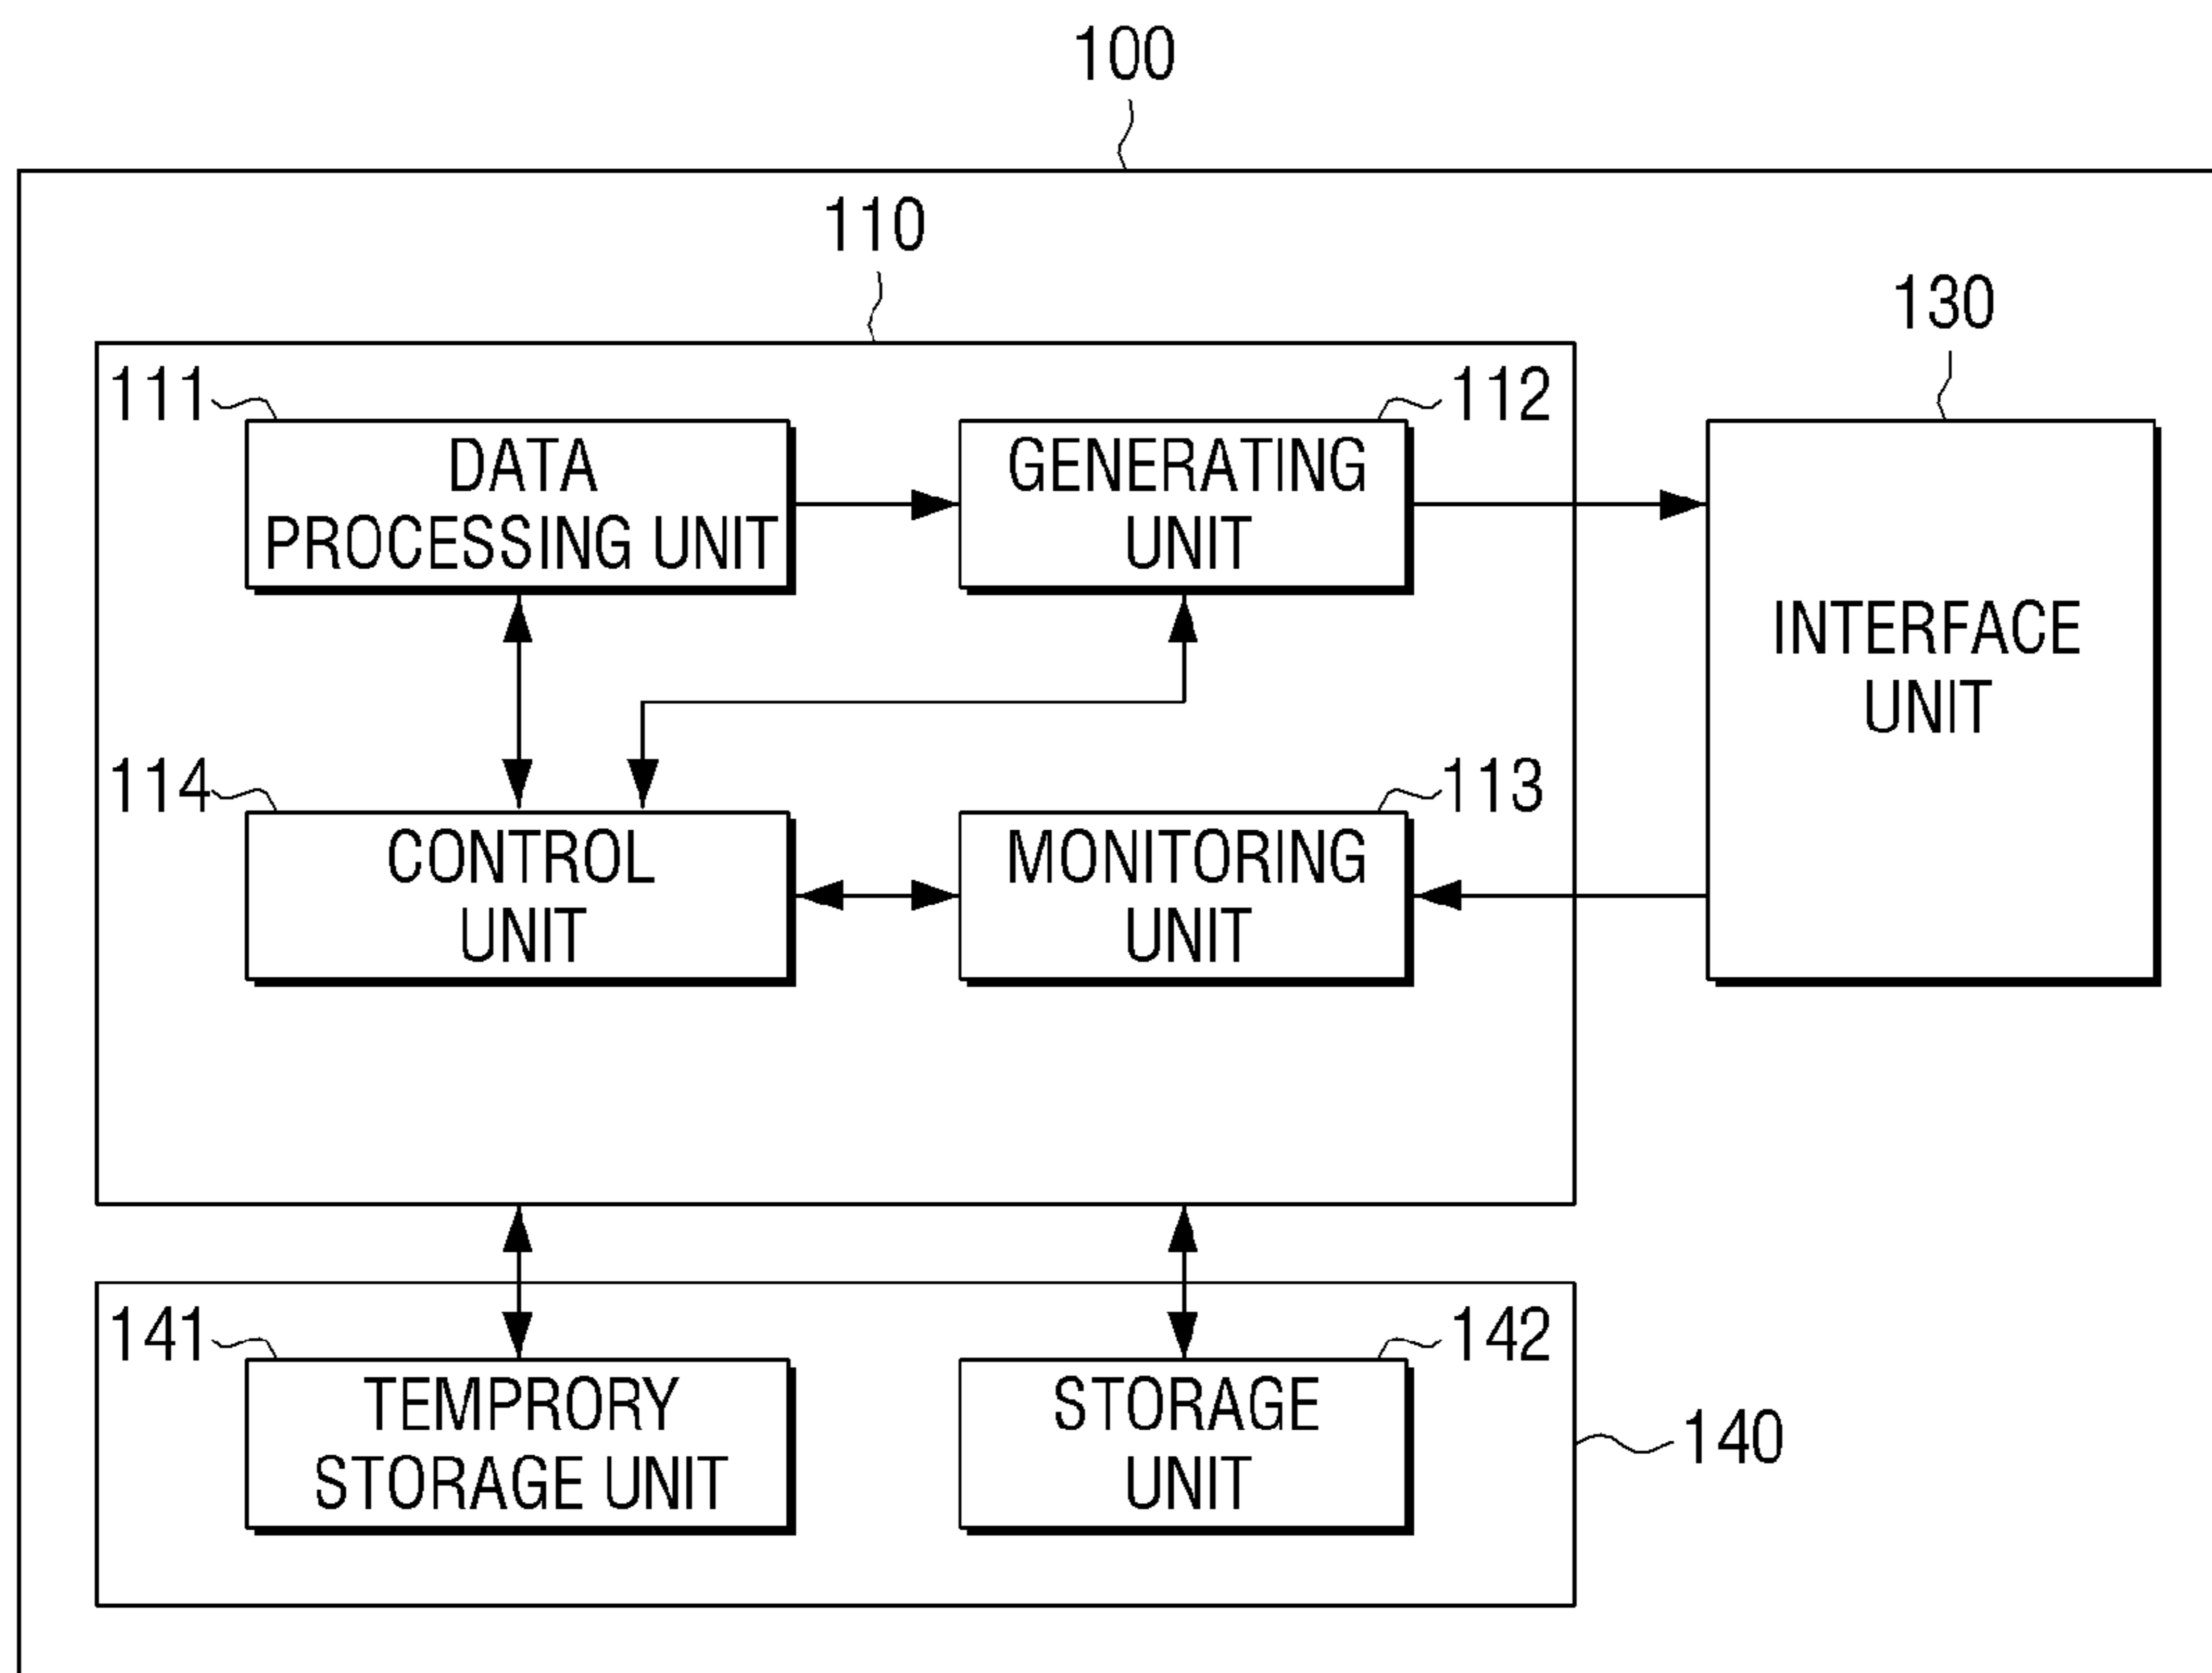 100
110
130
111
112
DATA
PROCESSING UNIT
GENERATING
UNIT
INTERFACE
UNIT
114
113
CONTROL
UNIT
MONITORING
UNIT
141
142
TEMPRORY
STORAGE UNIT
STORAGE
UNIT
140